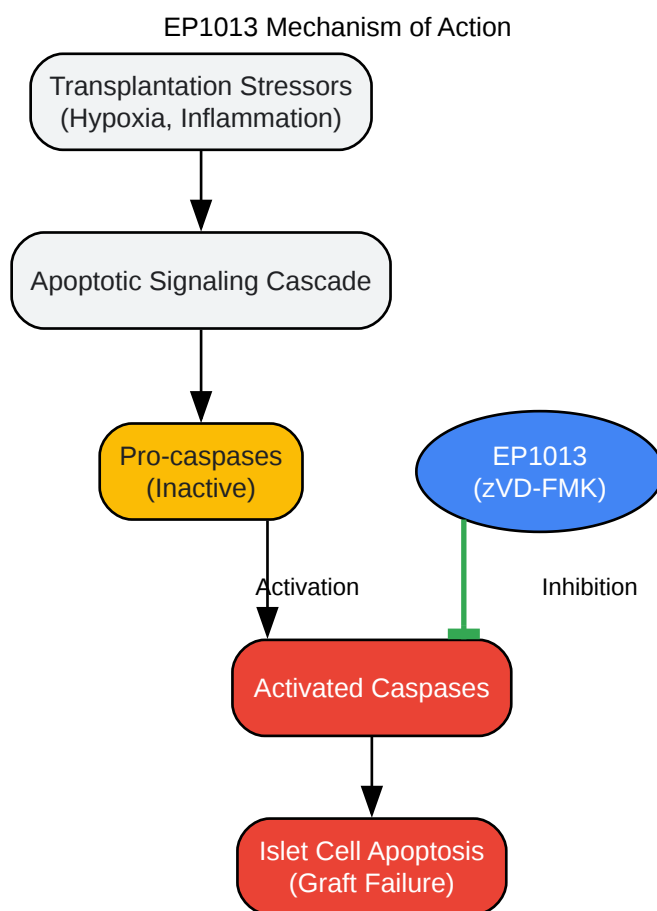 EP1013 Mechanism of Action
Transplantation Stressors
(Hypoxia, Inflammation)
Apoptotic Signaling Cascade
Pro-caspases
(Inactive)
EP1013
(zVD-FMK)
Activation
Inhibition
Activated Caspases
Islet Cell Apoptosis
(Graft Failure)